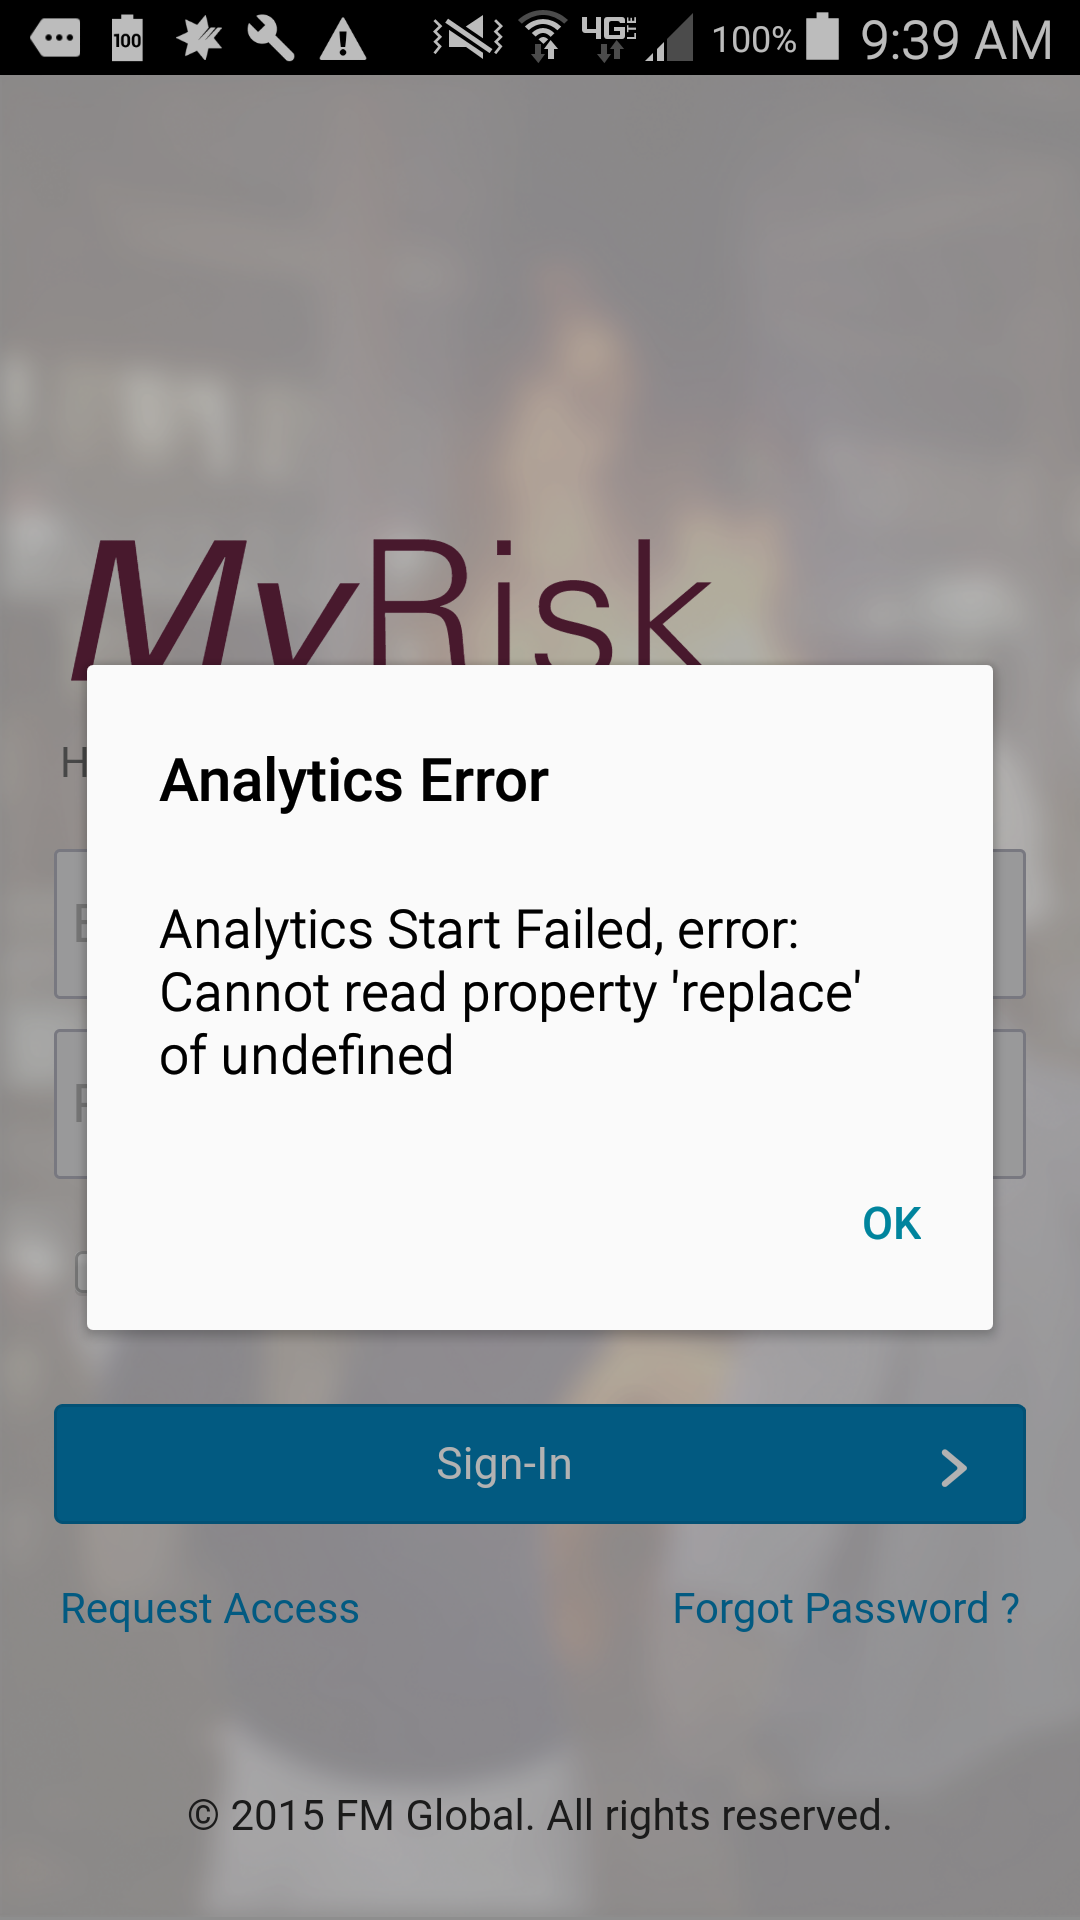 100
4G LTE
100%
9:39 AM
MyRisk
Analytics Error
Analytics Start Failed, error:
Cannot read property 'replace'
of undefined
OK
Sign-In
Request Access
Forgot Password ?
© 2015 FM Global. All rights reserved.